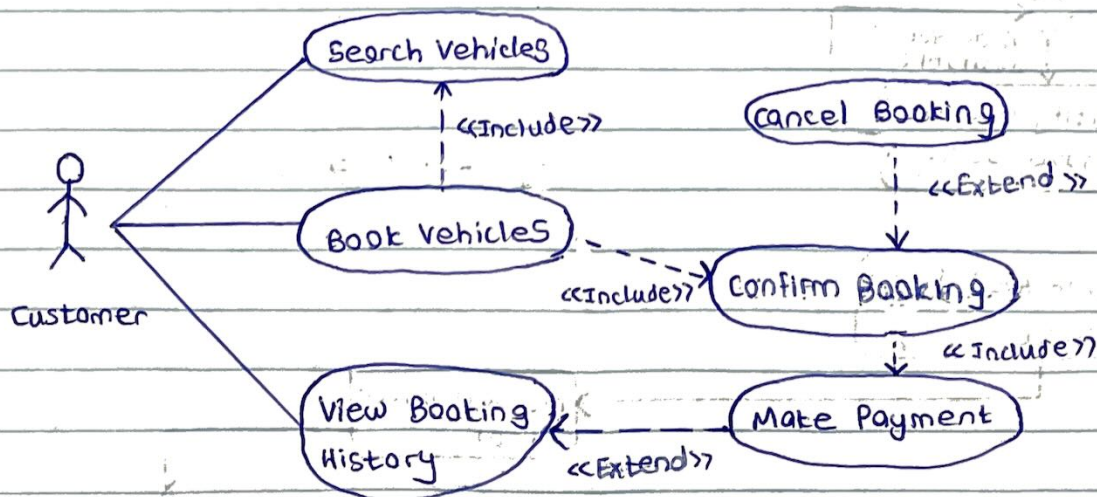 Search Vehicles
Cancel Booking
<<Include>>
<<Extend>>
Book Vehicles
<<Include>>
Confirm Booking
Customer
<<Include>>
View Booking
History
Make Payment
<<Extend>>